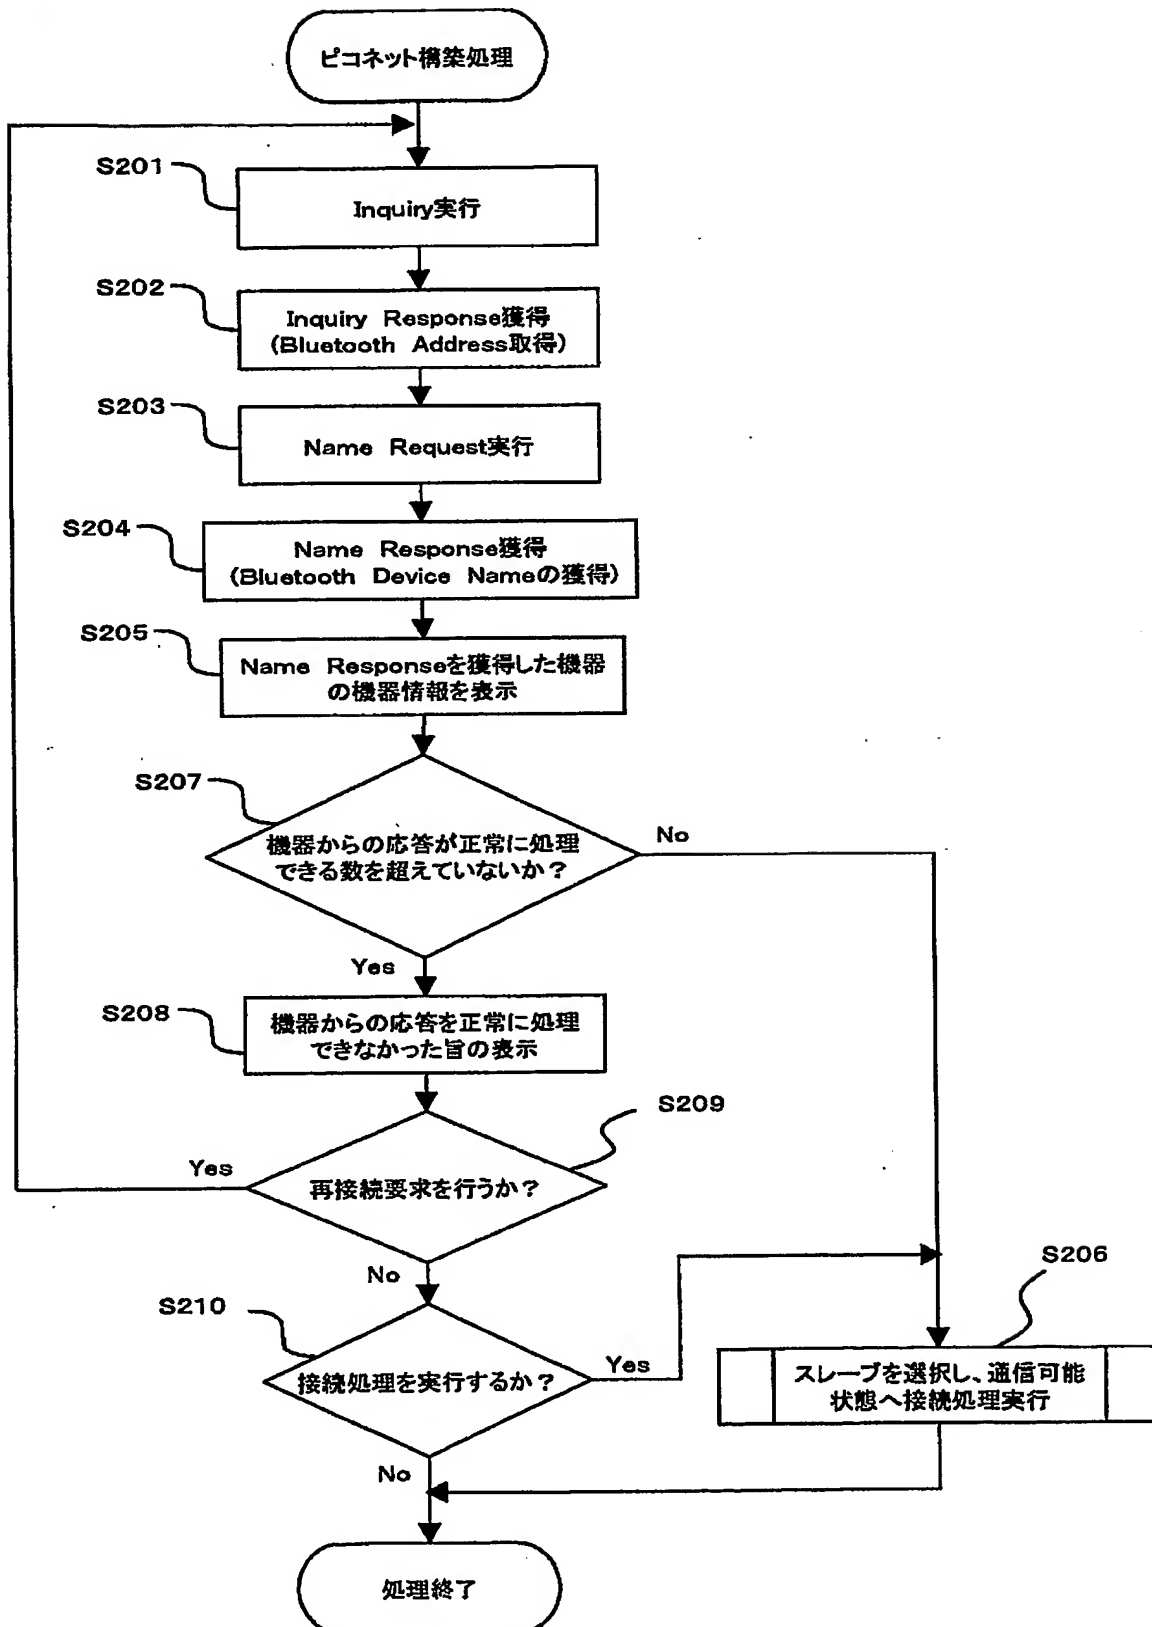 ピコネット構築処理
S201
Inquiry実行
S202
Inquiry Response獲得
(Bluetooth Address取得)
S203
Name Request実行
S204
Name Response獲得
(Bluetooth Device Nameの獲得)
S205
Name Responseを獲得した機器
の機器情報を表示
S207
機器からの応答が正常に処理
できる数を超えていないか?
No
Yes
S208
機器からの応答を正常に処理
できなかった旨の表示
S209
Yes
再接続要求を行うか?
No
S206
S210
接続処理を実行するか?
Yes
スレーブを選択し、通信可能
状態へ接続処理実行
No
処理終了